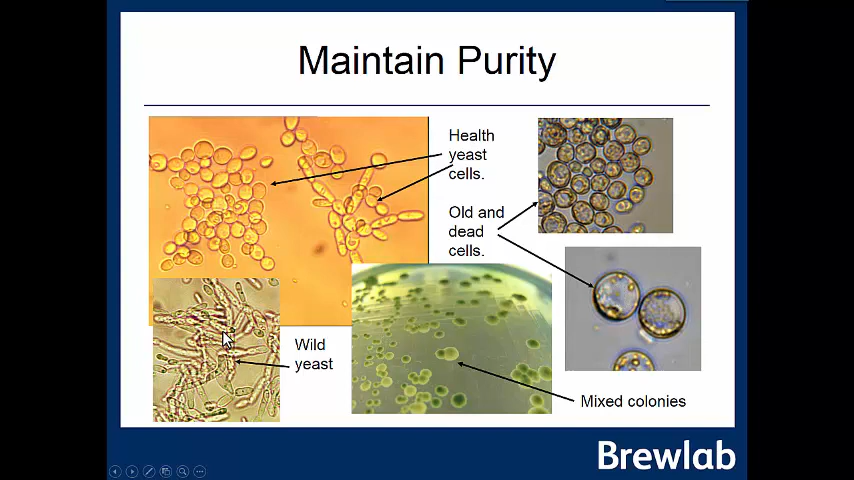 Maintain Purity
Health
yeast
cells.
Old and
dead
cells.
Wild
yeast
Mixed colonies
Brewlab